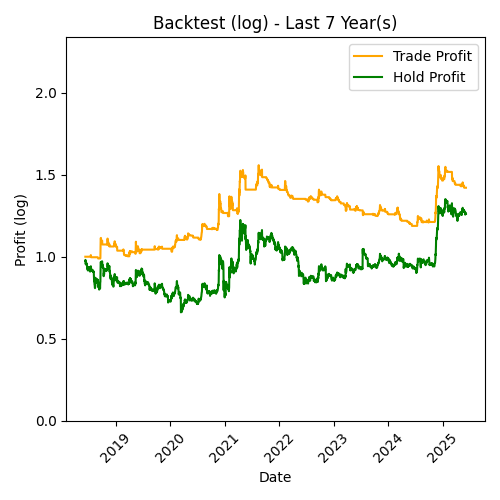 Backtest (log) - Last 7 Year(s)
Trade Profit
Hold Profit
Profit (log)
2.0
1.5
1.0
0.5
0.0
2019
2020
2021
2022
2023
2024
2025
Date